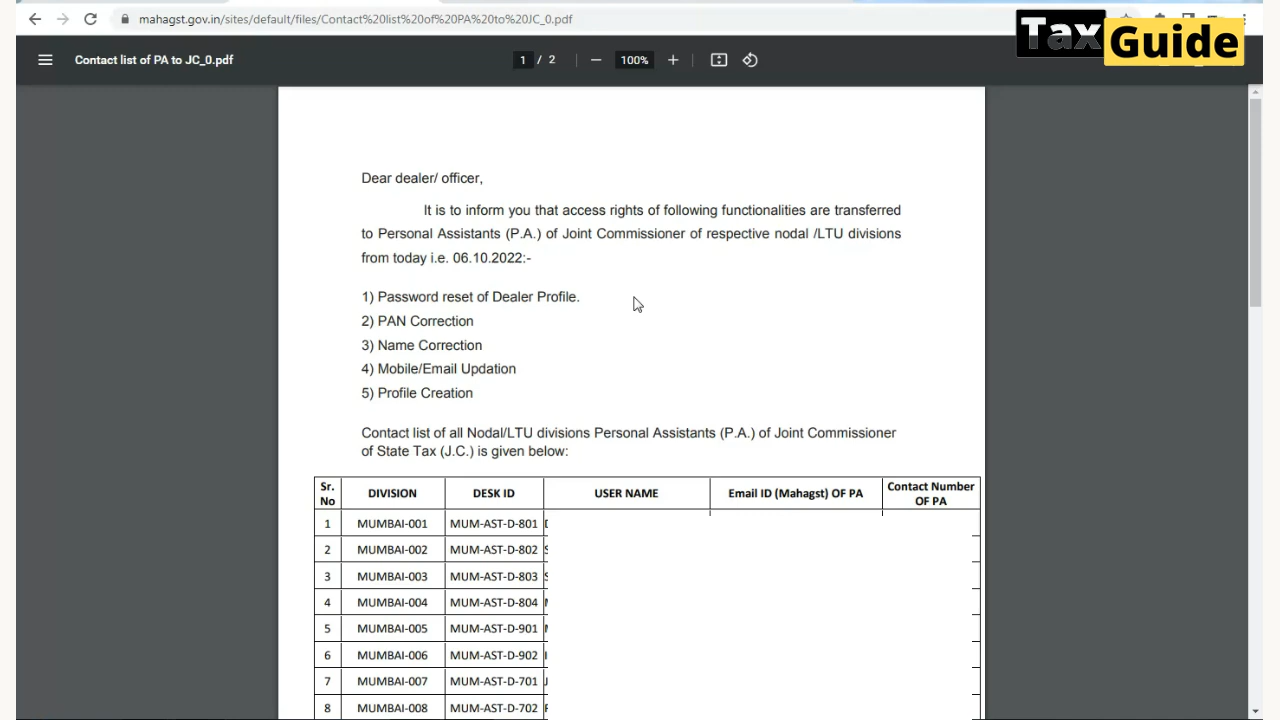 mahagst.gov.in/sites/default/files/Contact%20list%20of%20PA%20to%20JC_0.pdf
Tax Guide
Contact list of PA to JC_0.pdf
1 / 2
100%
Dear dealer/ officer,
It is to inform you that access rights of following functionalities are transferred
to Personal Assistants (P.A.) of Joint Commissioner of respective nodal /LTU divisions
from today i.e. 06.10.2022:-
1) Password reset of Dealer Profile.
2) PAN Correction
3) Name Correction
4) Mobile/Email Updation
5) Profile Creation
Contact list of all Nodal/LTU divisions Personal Assistants (P.A.) of Joint Commissioner
of State Tax (J.C.) is given below:
Sr. No DIVISION DESK ID USER NAME Email ID (Mahagst) OF PA Contact Number OF PA
1 MUMBAI-001 MUM-AST-D-801
2 MUMBAI-002 MUM-AST-D-802
3 MUMBAI-003 MUM-AST-D-803
4 MUMBAI-004 MUM-AST-D-804
5 MUMBAI-005 MUM-AST-D-901
6 MUMBAI-006 MUM-AST-D-902
7 MUMBAI-007 MUM-AST-D-701
8 MUMBAI-008 MUM-AST-D-702